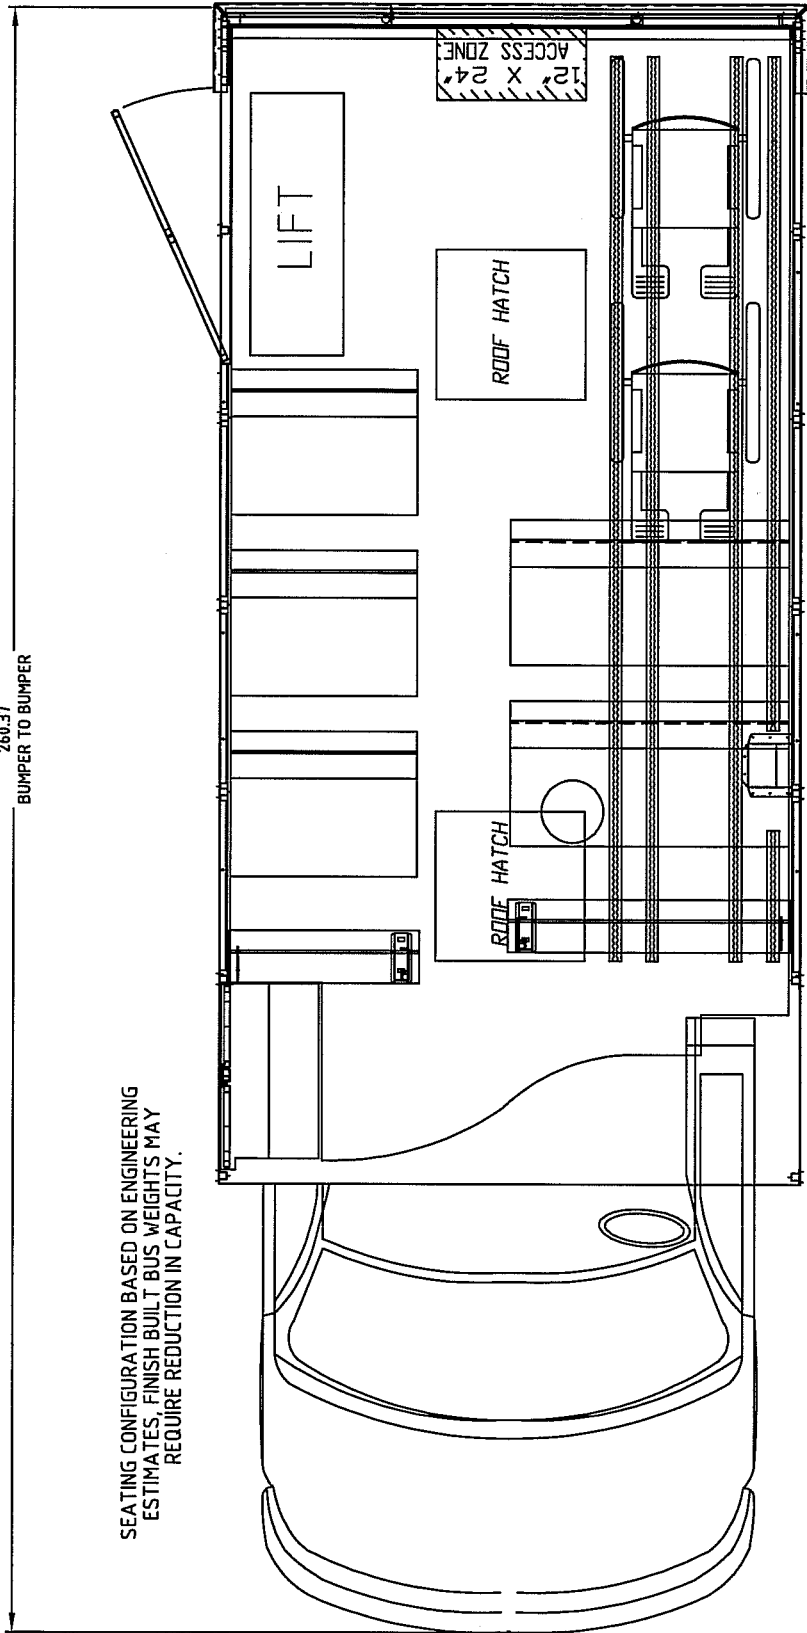 260.37
BUMPER TO BUMPER
SEATING CONFIGURATION BASED ON ENGINEERING
ESTIMATES, FINISH BUILT BUS WEIGHTS MAY
REQUIRE REDUCTION IN CAPACITY.
LIFT
12" X 24"
ACCESS ZONE
ROOF HATCH
ROOF HATCH